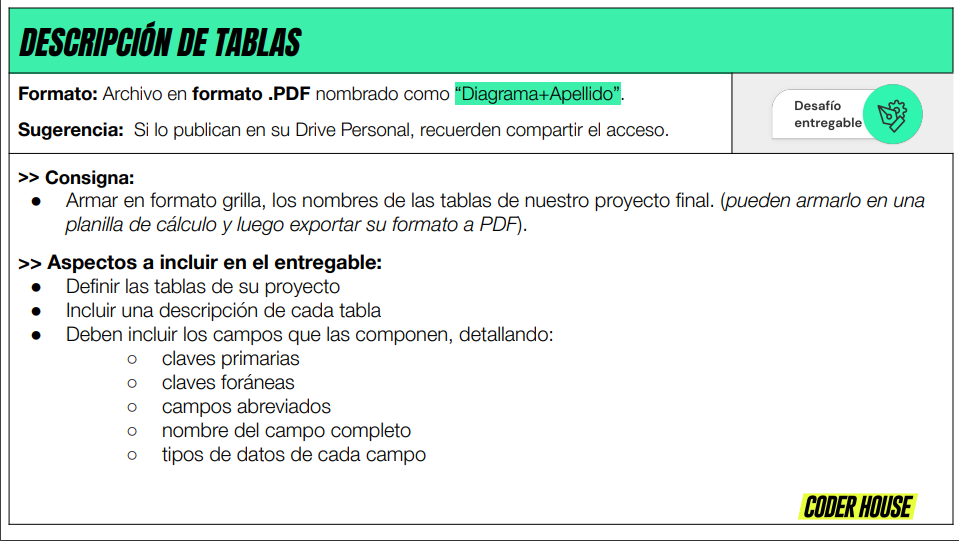 DESCRIPCIÓN DE TABLAS
Formato: Archivo en formato .PDF nombrado como “Diagrama+Apellido”.
Sugerencia: Si lo publican en su Drive Personal, recuerden compartir el acceso.
Desafío
entregable
>> Consigna:
● Armar en formato grilla, los nombres de las tablas de nuestro proyecto final. (pueden armarlo en una
planilla de cálculo y luego exportar su formato a PDF).
>> Aspectos a incluir en el entregable:
● Definir las tablas de su proyecto
● Incluir una descripción de cada tabla
● Deben incluir los campos que las componen, detallando:
○ claves primarias
○ claves foráneas
○ campos abreviados
○ nombre del campo completo
○ tipos de datos de cada campo
CODER HOUSE